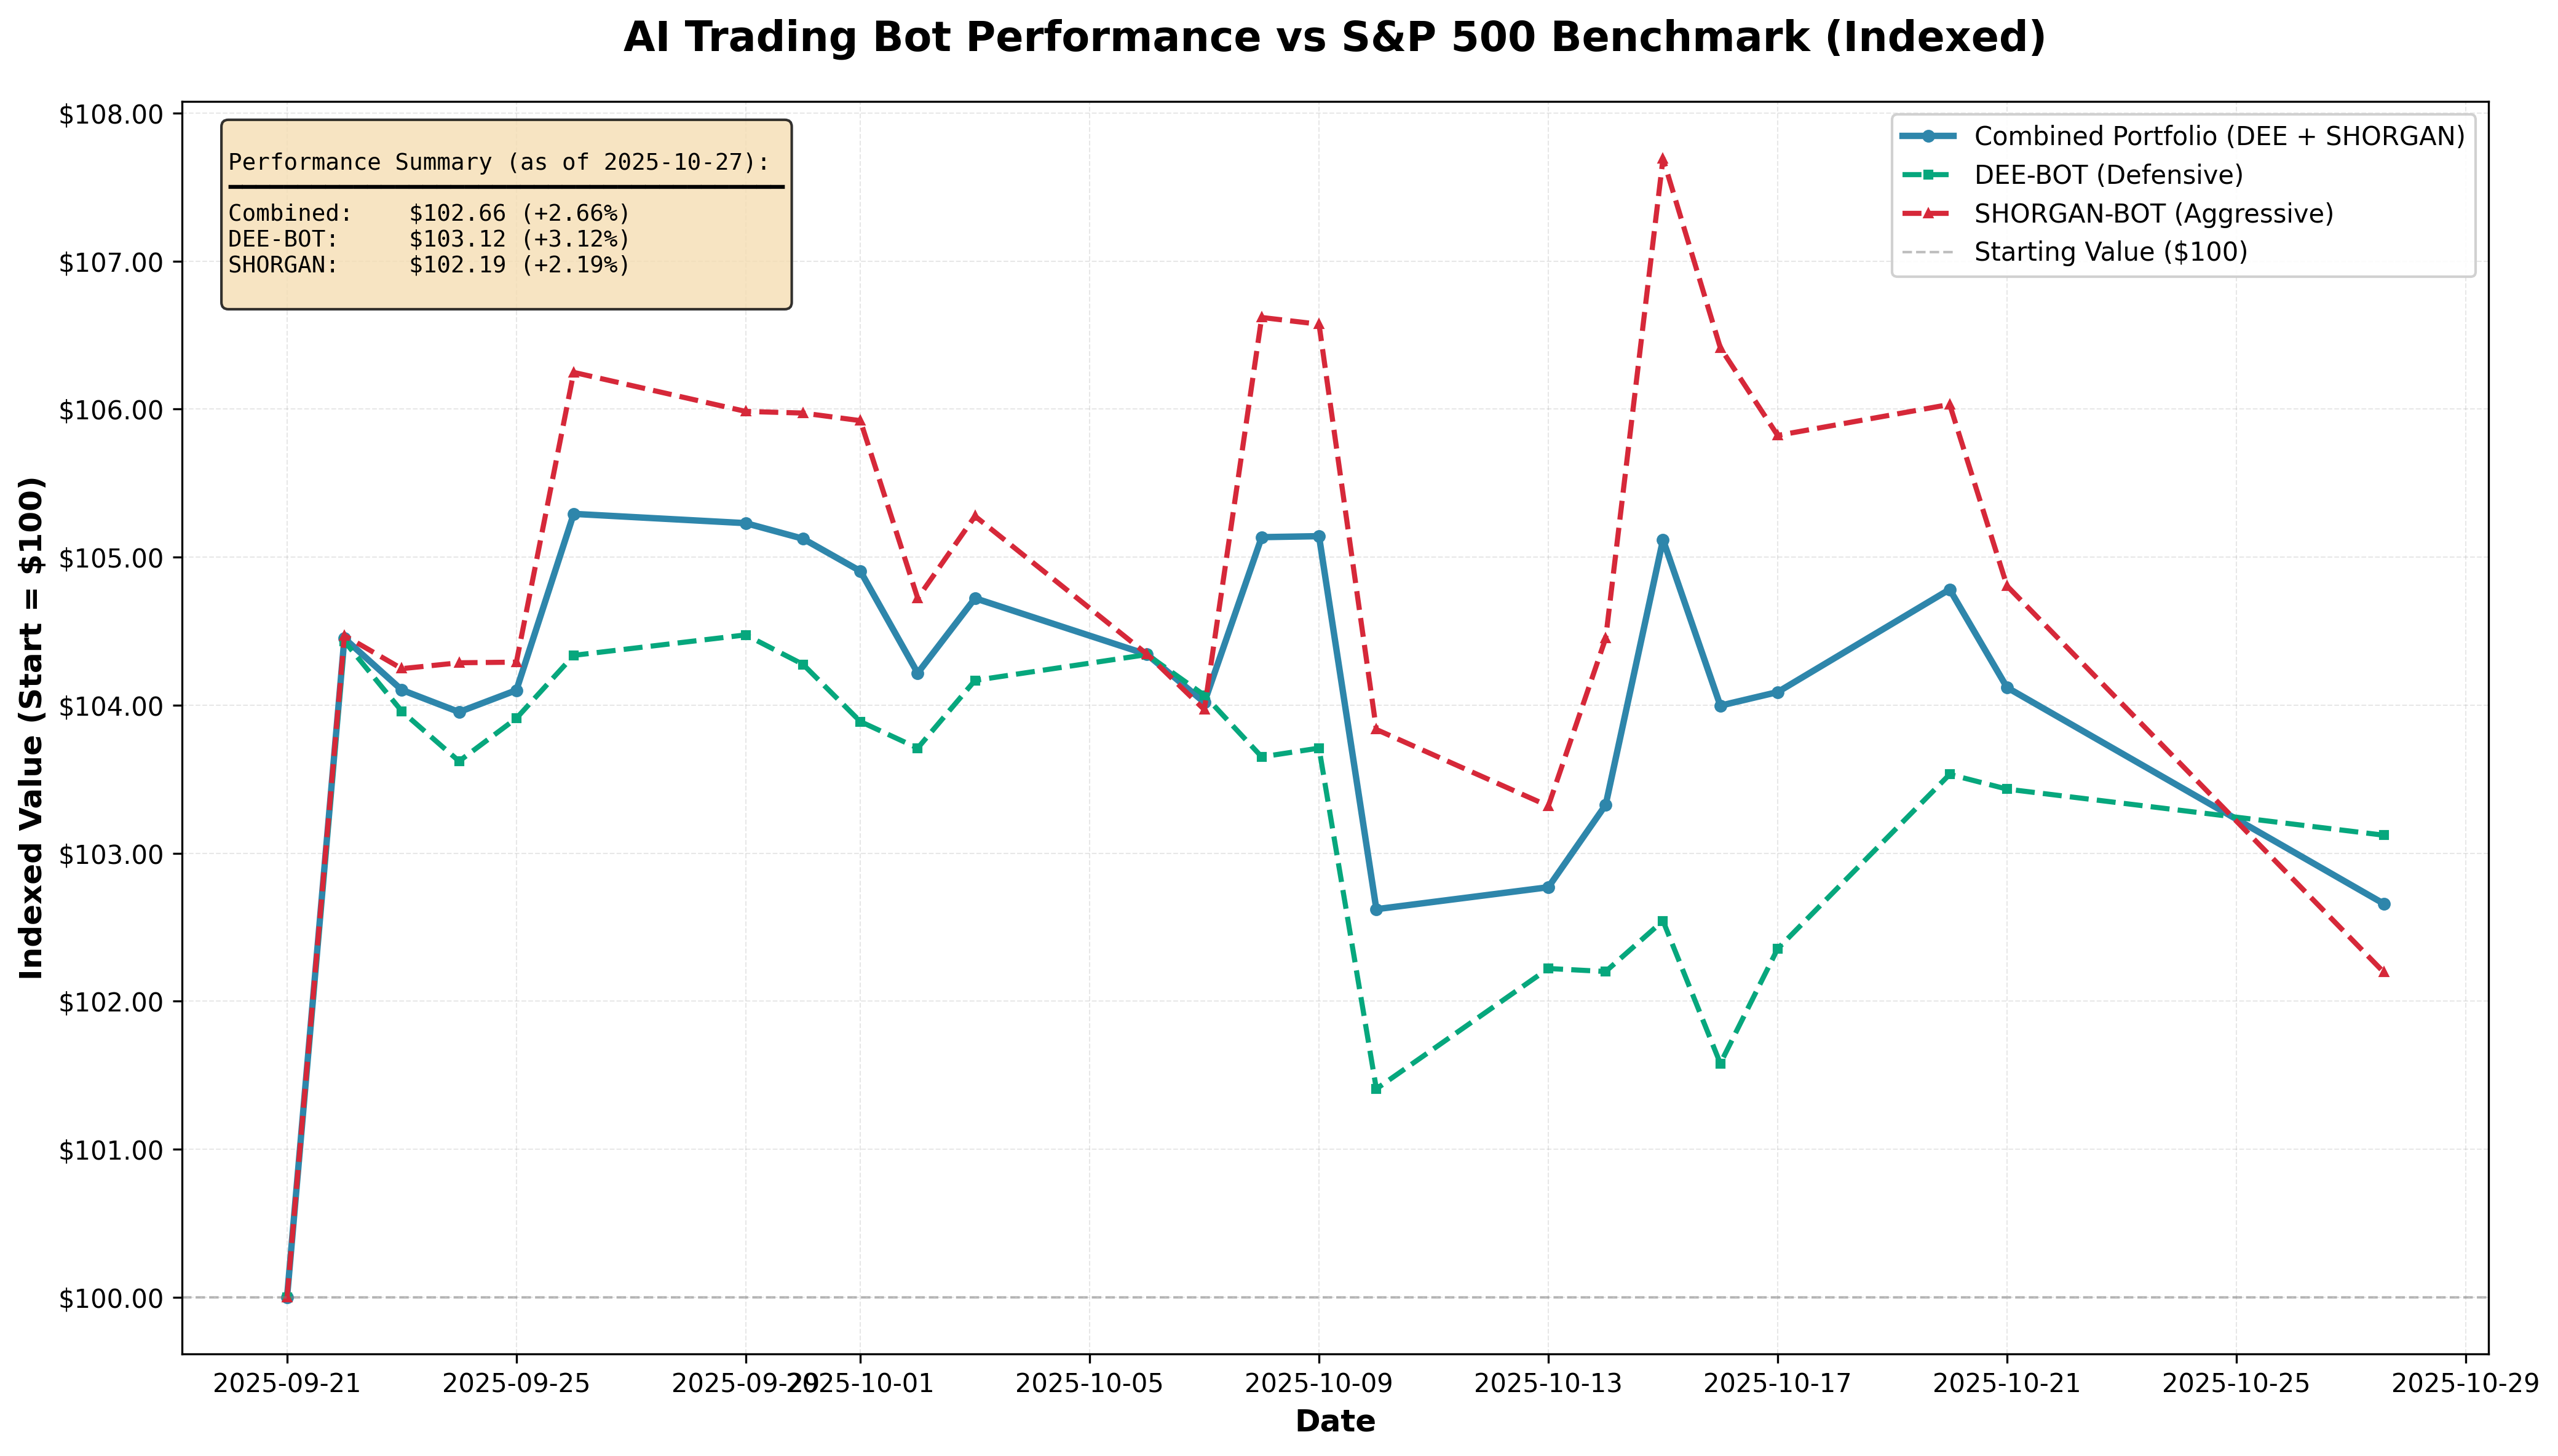 AI Trading Bot Performance vs S&P 500 Benchmark (Indexed)
Performance Summary (as of 2025-10-27):
Combined: $102.66 (+2.66%)
DEE-BOT: $103.12 (+3.12%)
SHORGAN: $102.19 (+2.19%)
Combined Portfolio (DEE + SHORGAN)
DEE-BOT (Defensive)
SHORGAN-BOT (Aggressive)
Starting Value ($100)
Indexed Value (Start = $100)
$108.00
$107.00
$106.00
$105.00
$104.00
$103.00
$102.00
$101.00
$100.00
2025-09-21 2025-09-25 2025-09-29 2025-10-01 2025-10-05 2025-10-09 2025-10-13 2025-10-17 2025-10-21 2025-10-25 2025-10-29
Date